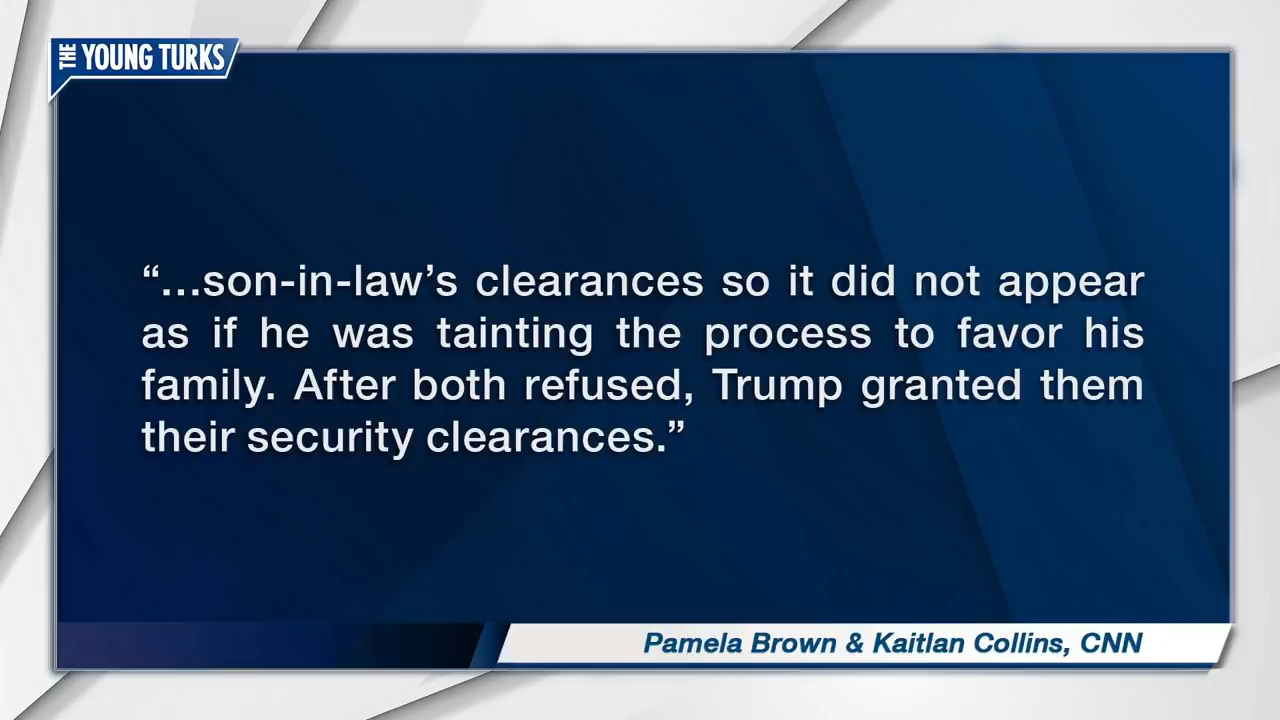 THE YOUNG TURKS
“...son-in-law’s clearances so it did not appear
as if he was tainting the process to favor his
family. After both refused, Trump granted them
their security clearances.”
Pamela Brown & Kaitlan Collins, CNN